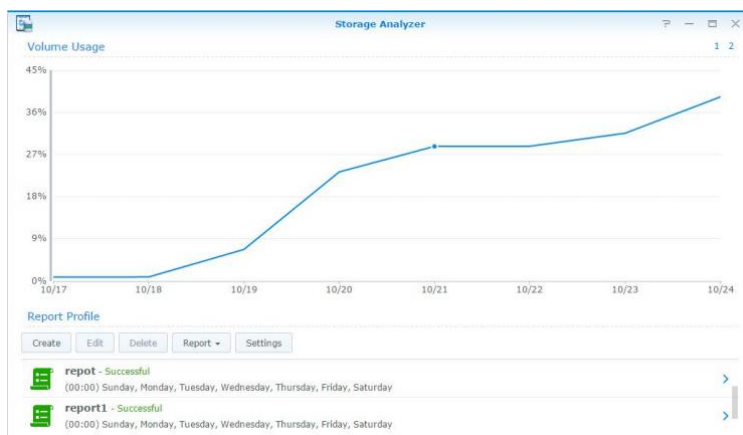 Storage Analyzer
Volume Usage
1 2
45%
36%
27%
18%
9%
0%
10/17 10/18 10/19 10/20 10/21 10/22 10/23 10/24
Report Profile
Create Edit Delete Report Settings
repot - Successful
(00:00) Sunday, Monday, Tuesday, Wednesday, Thursday, Friday, Saturday
report1 - Successful
(00:00) Sunday, Monday, Tuesday, Wednesday, Thursday, Friday, Saturday